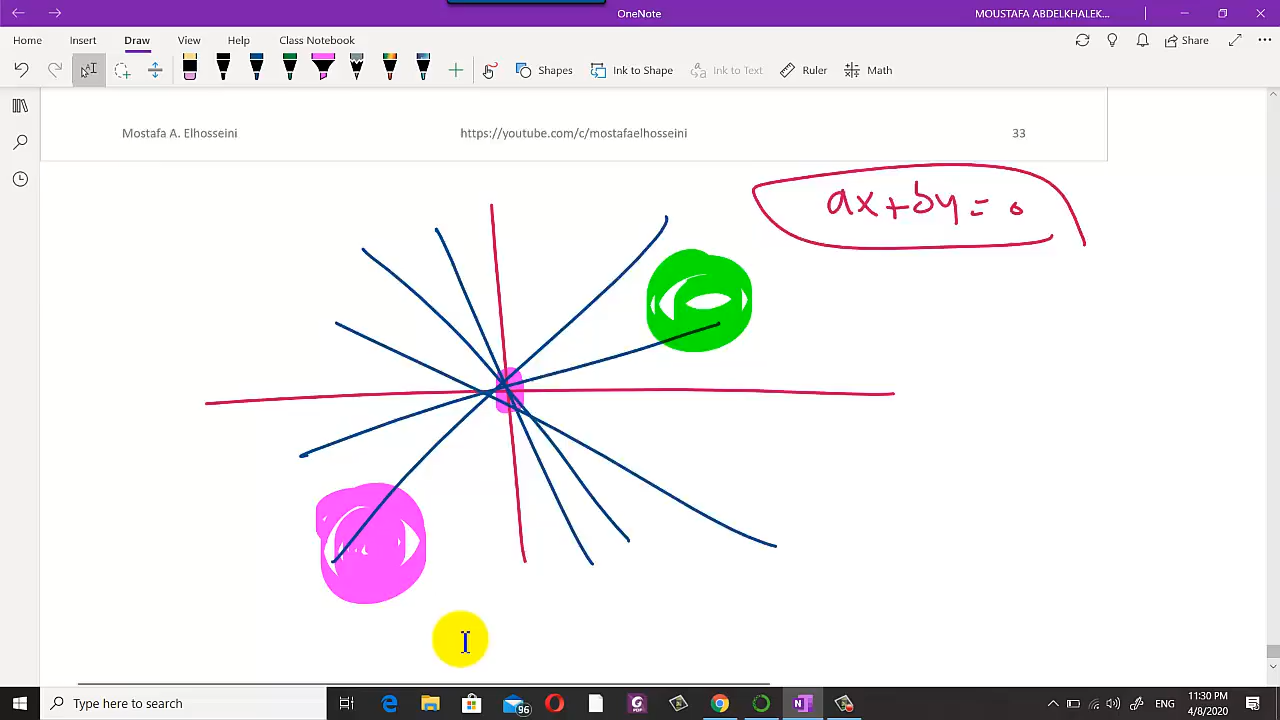 OneNote
MOUSTAFA ABDELKHALEK...
Home Insert Draw View Help Class Notebook
Share
Shapes Ink to Shape Ink to Text Ruler Math
Mostafa A. Elhosseini https://youtube.com/c/mostafaelhosseini 33
ax+by=0
Type here to search
96
ENG
11:30 PM
4/8/2020